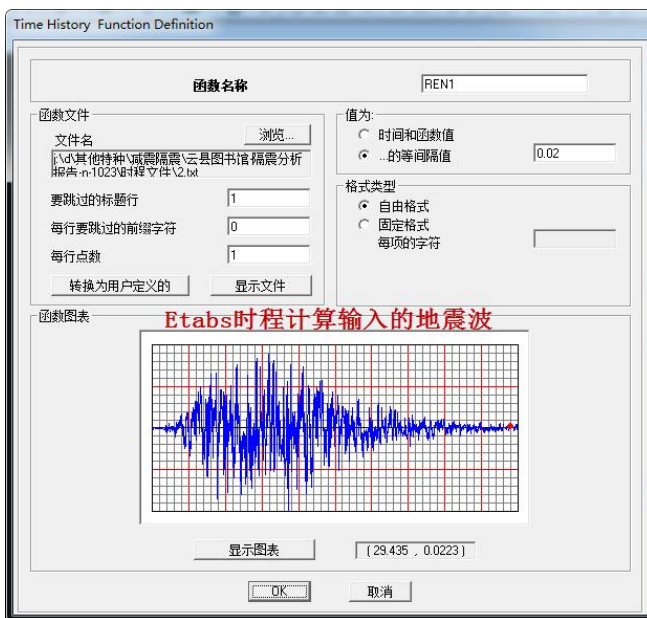 Time History Function Definition
函数名称
REN1
函数文件
文件名
浏览...
j:\d\其他特种\减震隔震\云县图书馆隔震分析
报告-n-1023\时程文件\2.txt
要跳过的标题行
1
每行要跳过的前缀字符
0
每行点数
1
转换为用户定义的
显示文件
值为:
时间和函数值
...的等间隔值
0.02
格式类型
自由格式
固定格式
每项的字符
函数图表
Etabs时程计算输入的地震波
显示图表
(29.435 , 0.0223)
OK
取消